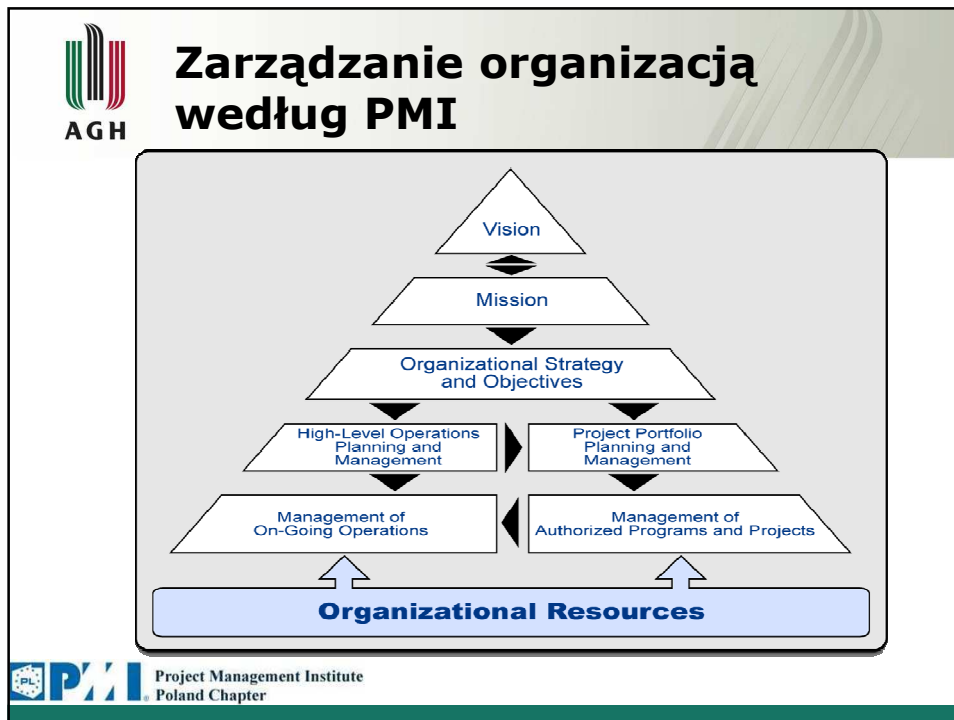 AGH
Zarządzanie organizacją
według PMI
Vision
Mission
Organizational Strategy
and Objectives
High-Level Operations
Planning and
Management
Project Portfolio
Planning and
Management
Management of
On-Going Operations
Management of
Authorized Programs and Projects
Organizational Resources
PL
PMI
Project Management Institute
Poland Chapter